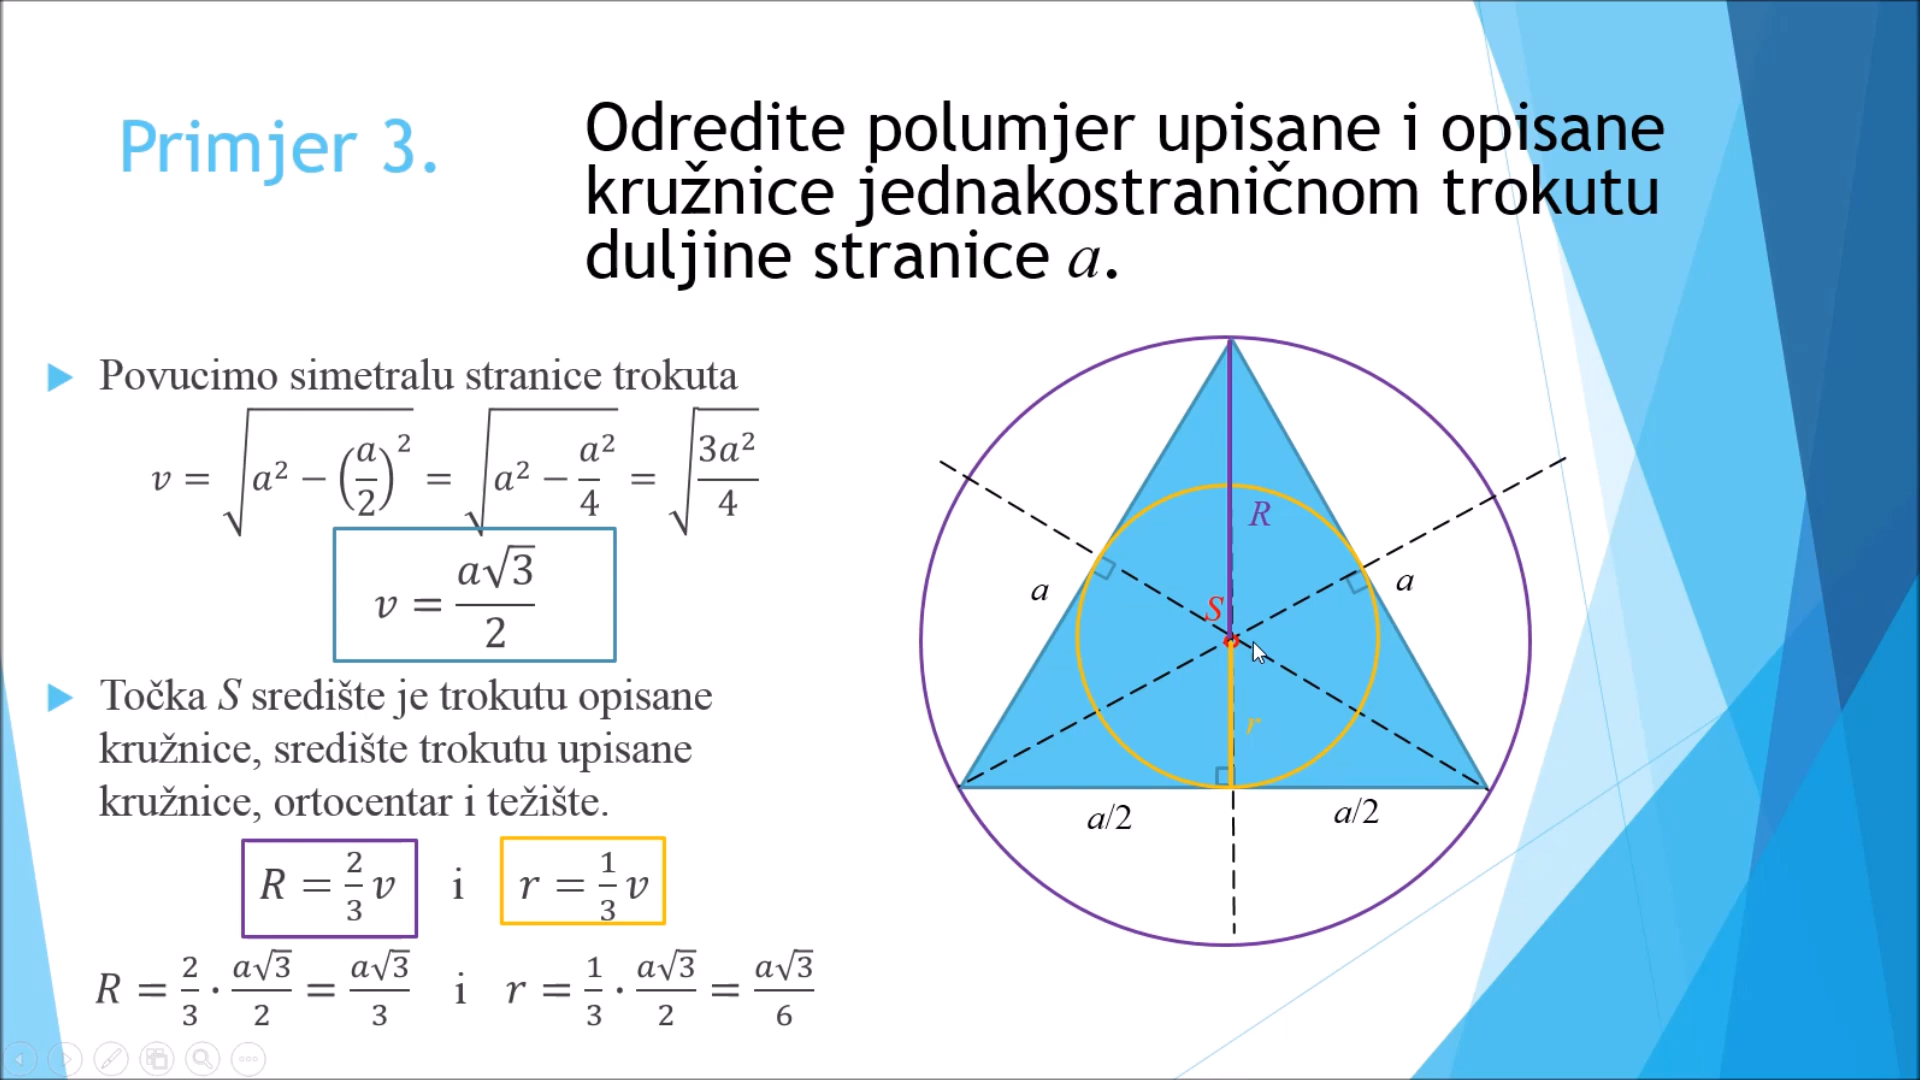 Primjer 3.
Odredite polumjer upisane i opisane
kružnice jednakostraničnom trokutu
duljine stranice a.
Povucimo simetralu stranice trokuta
v = √(a² − (a/2)²) = √(a² − a²/4) = √(3a²/4)
v = a√3/2
Točka S središte je trokutu opisane
kružnice, središte trokutu upisane
kružnice, ortocentar i težište.
R = 2/3 v i r = 1/3 v
R = 2/3 · a√3/2 = a√3/3 i r = 1/3 · a√3/2 = a√3/6
R
a
a
S
r
a/2
a/2